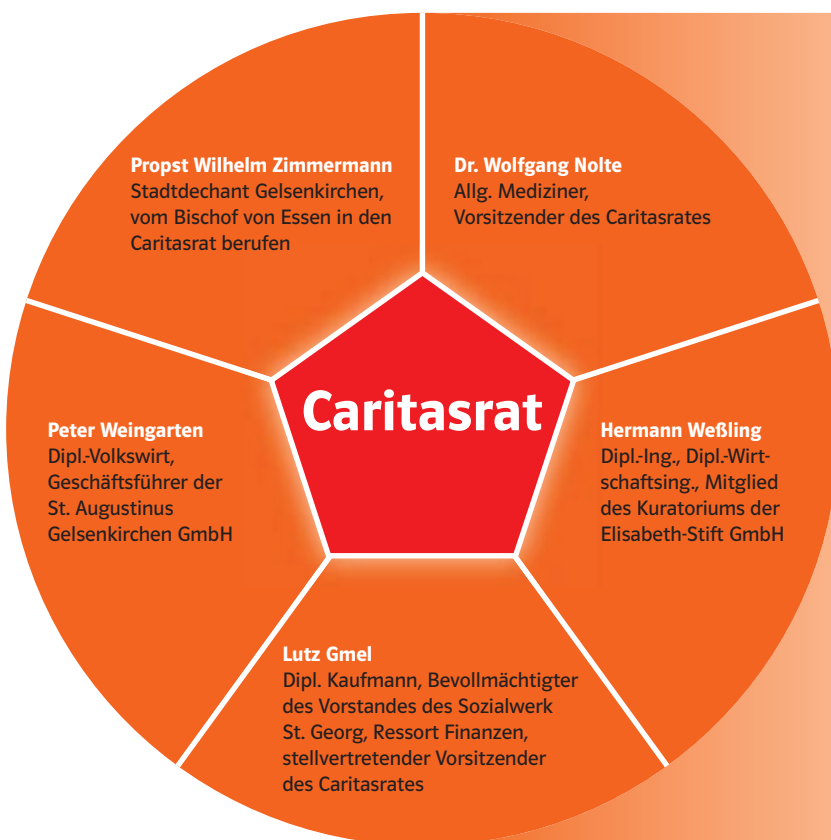 Propst Wilhelm Zimmermann
Stadtdechant Gelsenkirchen,
vom Bischof von Essen in den
Caritasrat berufen
Dr. Wolfgang Nolte
Allg. Mediziner,
Vorsitzender des Caritasrates
Caritasrat
Peter Weingarten
Dipl.-Volkswirt,
Geschäftsführer der
St. Augustinus
Gelsenkirchen GmbH
Hermann Weßling
Dipl.-Ing., Dipl.-Wirt-
schaftsing., Mitglied
des Kuratoriums der
Elisabeth-Stift GmbH
Lutz Gmel
Dipl. Kaufmann, Bevollmächtigter
des Vorstandes des Sozialwerk
St. Georg, Ressort Finanzen,
stellvertretender Vorsitzender
des Caritasrates